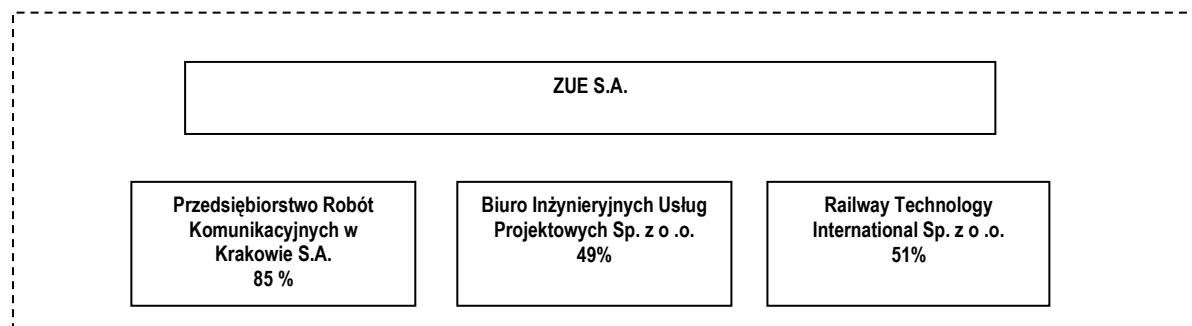 ZUE S.A.
Przedsiębiorstwo Robót
Komunikacyjnych w
Krakowie S.A.
85 %
Biuro Inżynieryjnych Usług
Projektowych Sp. z o .o.
49%
Railway Technology
International Sp. z o .o.
51%